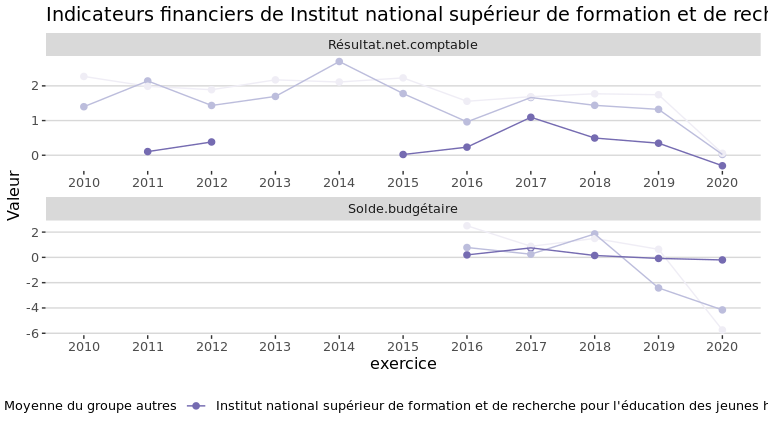 Indicateurs financiers de Institut national supérieur de formation et de rech
Résultat.net.comptable
2
1
0
2010 2011 2012 2013 2014 2015 2016 2017 2018 2019 2020
Valeur
Solde.budgétaire
2
0
-2
-4
-6
2010 2011 2012 2013 2014 2015 2016 2017 2018 2019 2020
exercice
Moyenne du groupe autres Institut national supérieur de formation et de recherche pour l'éducation des jeunes h